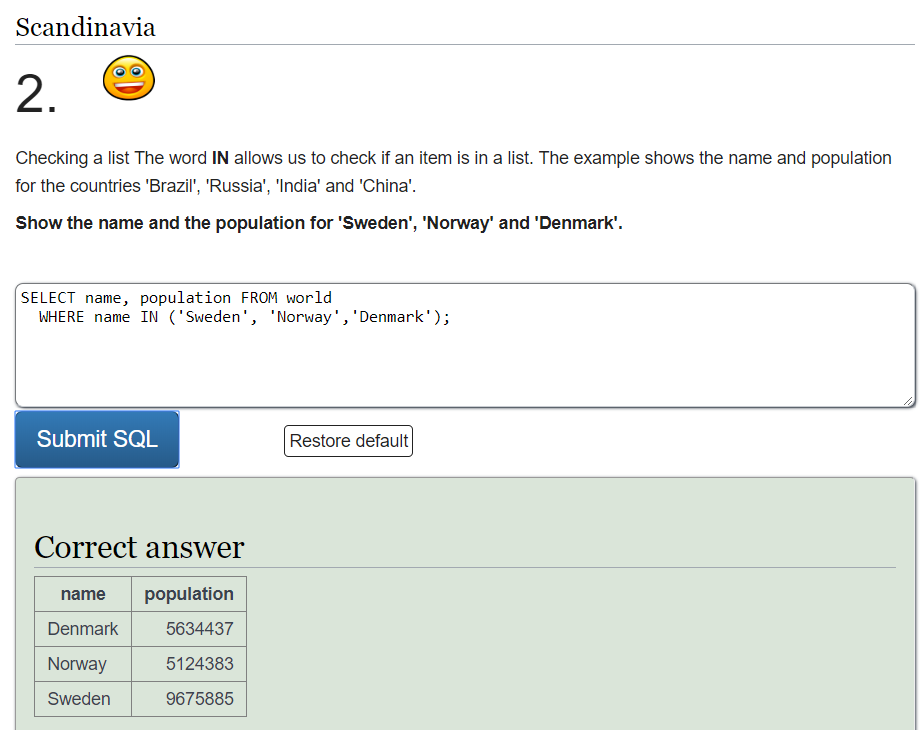 Scandinavia
2.
Checking a list The word IN allows us to check if an item is in a list. The example shows the name and population
for the countries 'Brazil', 'Russia', 'India' and 'China'.
Show the name and the population for 'Sweden', 'Norway' and 'Denmark'.
SELECT name, population FROM world
WHERE name IN ('Sweden', 'Norway','Denmark');
Submit SQL Restore default
Correct answer
name population
Denmark 5634437
Norway 5124383
Sweden 9675885